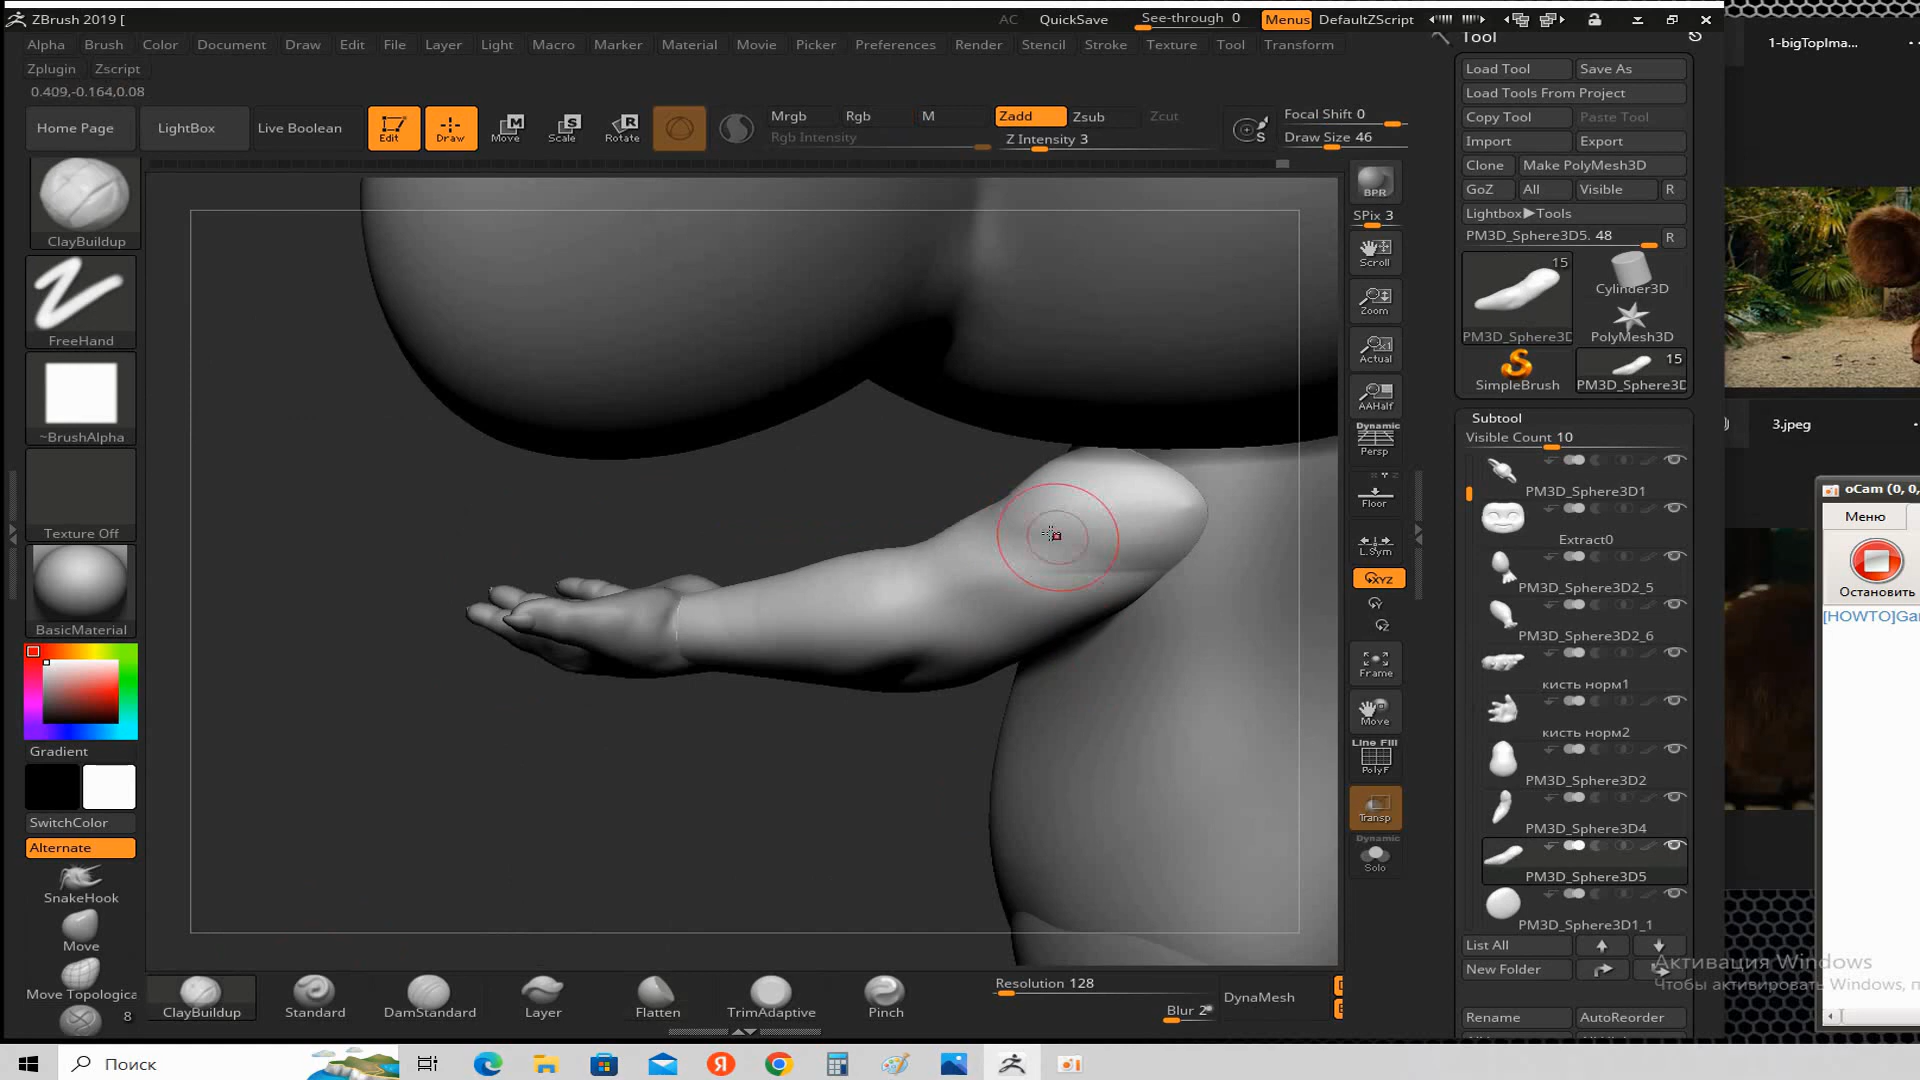 ZBrush 2019 [
AC
QuickSave
See-through 0
Menus
DefaultZScript
Alpha
Brush
Color
Document
Draw
Edit
File
Layer
Light
Macro
Marker
Material
Movie
Picker
Preferences
Render
Stencil
Stroke
Texture
Tool
Transform
Zplugin
Zscript
0.409,-0.164,0.08
Home Page
LightBox
Live Boolean
Edit
Draw
Move
Scale
Rotate
Mrgb
Rgb
M
Rgb Intensity
Zadd
Zsub
Zcut
Z Intensity 3
Focal Shift 0
Draw Size 46
ClayBuildup
FreeHand
~BrushAlpha
Texture Off
BasicMaterial
Gradient
SwitchColor
Alternate
SnakeHook
Move
Move Topologica
8
BPR
SPix 3
Scroll
Zoom
Actual
AAHalf
Dynamic
Persp
Floor
L.Sym
XYZ
Frame
Move
Line Fill
PolyF
Transp
Dynamic
Solo
ClayBuildup
Standard
DamStandard
Layer
Flatten
TrimAdaptive
Pinch
Resolution 128
Blur 2
DynaMesh
Tool
Load Tool
Save As
Load Tools From Project
Copy Tool
Paste Tool
Import
Export
Clone
Make PolyMesh3D
GoZ
All
Visible
R
Lightbox▶Tools
PM3D_Sphere3D5. 48
R
15
Cylinder3D
PM3D_Sphere3D
PolyMesh3D
SimpleBrush
15
PM3D_Sphere3D
Subtool
Visible Count 10
PM3D_Sphere3D1
Extract0
PM3D_Sphere3D2_5
PM3D_Sphere3D2_6
кисть норм1
кисть норм2
PM3D_Sphere3D2
PM3D_Sphere3D4
PM3D_Sphere3D5
PM3D_Sphere3D1_1
List All
New Folder
Rename
AutoReorder
1-bigTopIma...
3.jpeg
oCam (0, 0,
Меню
Остановить
[HOWTO]Ga
Активация Windows
Чтобы активировать Windows, п
Поиск